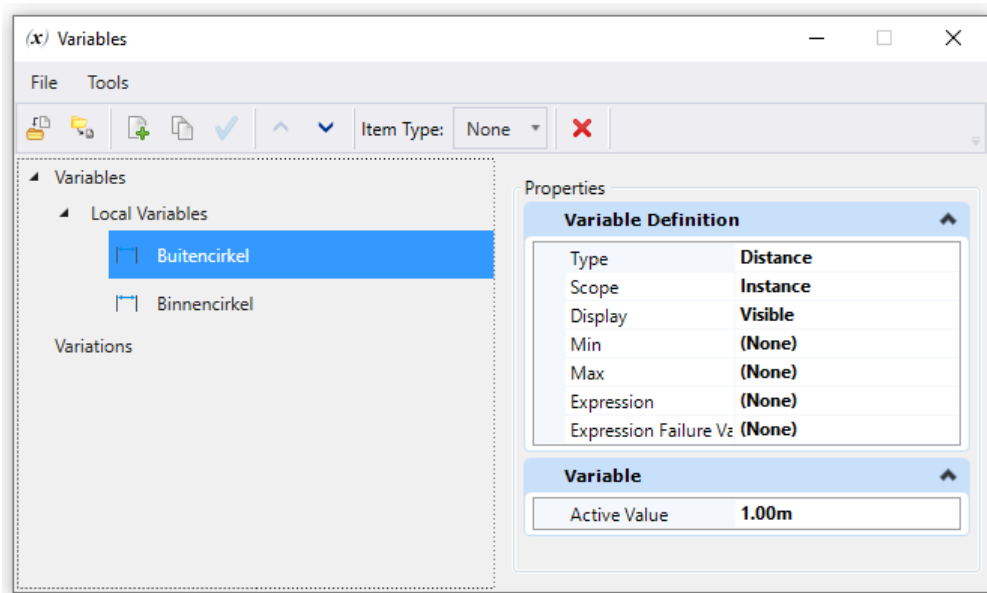 (x) Variables
File Tools
Item Type: None
Variables
Local Variables
Buitencirkel
Binnencirkel
Variations
Properties
Variable Definition
Type Distance
Scope Instance
Display Visible
Min (None)
Max (None)
Expression (None)
Expression Failure Va (None)
Variable
Active Value 1.00m